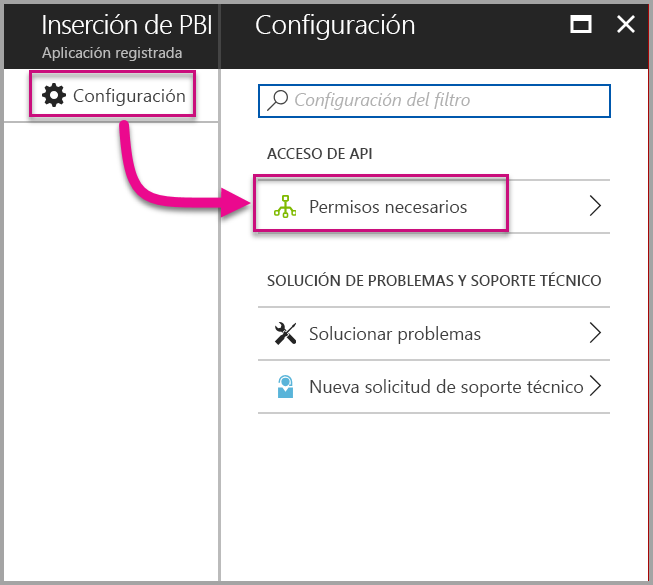 Inserción de PBI
Aplicación registrada
Configuración
Configuración
Configuración del filtro
ACCESO DE API
Permisos necesarios
SOLUCIÓN DE PROBLEMAS Y SOPORTE TÉCNICO
Solucionar problemas
Nueva solicitud de soporte técnico